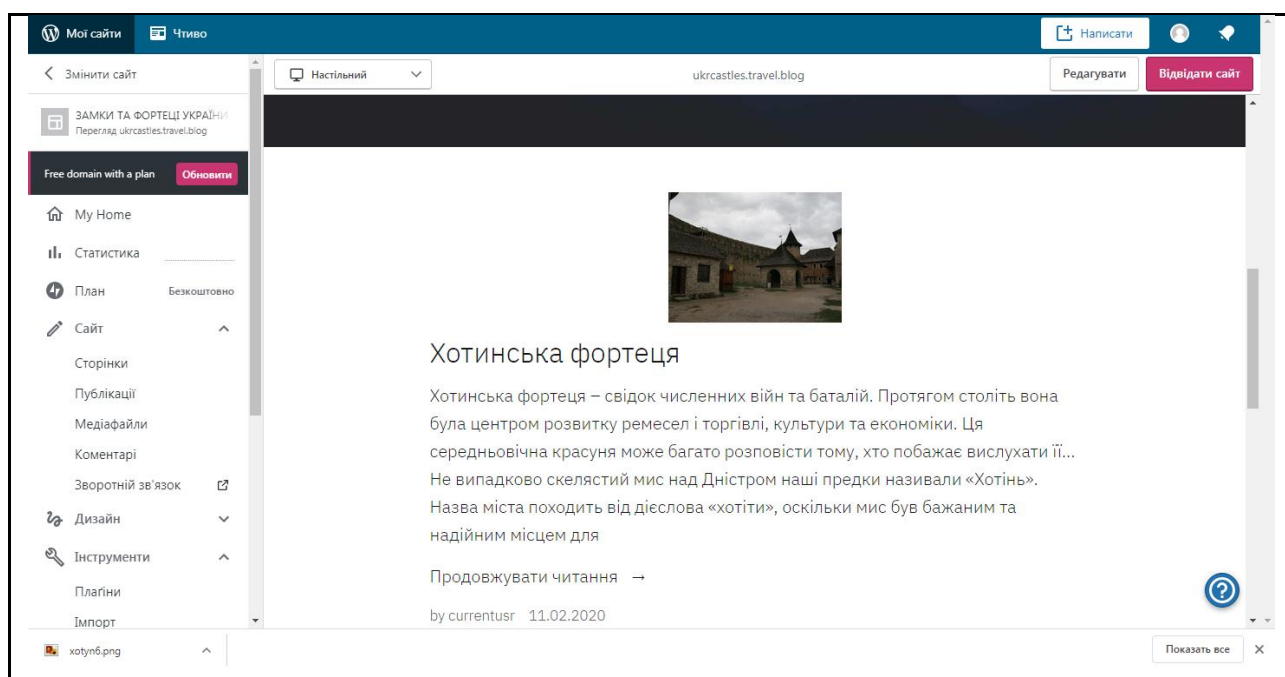 Мої сайти
Чтиво
Написати
Змінити сайт
Настільний
ukrcastles.travel.blog
Редагувати
Відвідати сайт
ЗАМКИ ТА ФОРТЕЦІ УКРАЇНИ
Перегляд ukrcastles.travel.blog
Free domain with a plan
Обновити
My Home
Статистика
План
Безкоштовно
Сайт
Сторінки
Публікації
Медіафайли
Коментарі
Зворотній зв'язок
Дизайн
Інструменти
Плаґіни
Імпорт
Хотинська фортеця
Хотинська фортеця – свідок численних війн та баталій. Протягом століть вона
була центром розвитку ремесел і торгівлі, культури та економіки. Ця
середньовічна красуня може багато розповісти тому, хто побажає вислухати її...
Не випадково скелястий мис над Дністром наші предки називали «Хотінь».
Назва міста походить від дієслова «хотіти», оскільки мис був бажаним та
надійним місцем для
Продовжувати читання →
by currentusr 11.02.2020
xotyn6.png
Показать все